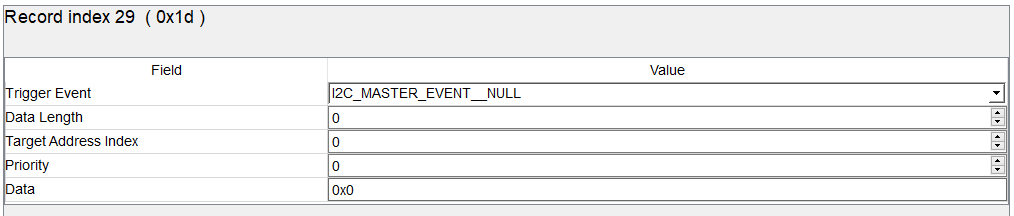 Record index 29 ( 0x1d )
Field Value
Trigger Event I2C_MASTER_EVENT__NULL
Data Length 0
Target Address Index 0
Priority 0
Data 0x0